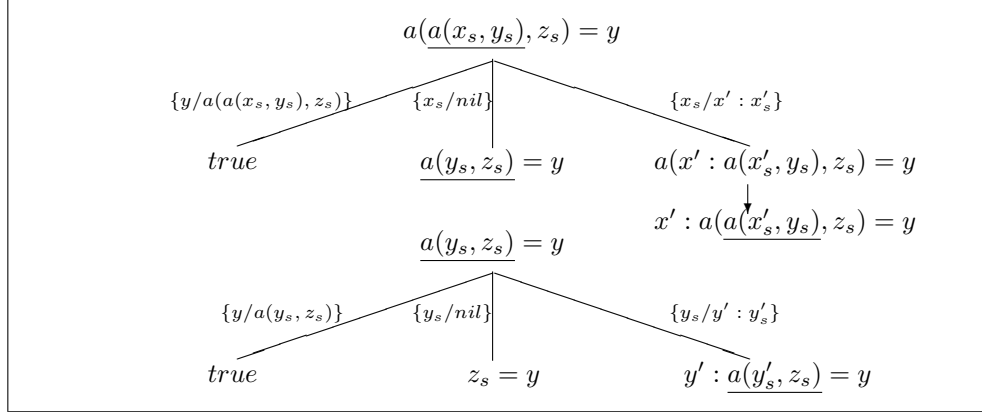 a(a(x_s, y_s), z_s) = y
{y/a(a(x_s, y_s), z_s)} {x_s/nil} {x_s/x' : x'_s}
true a(y_s, z_s) = y a(x' : a(x'_s, y_s), z_s) = y
x' : a(a(x'_s, y_s), z_s) = y
a(y_s, z_s) = y
{y/a(y_s, z_s)} {y_s/nil} {y_s/y' : y'_s}
true z_s = y y' : a(y'_s, z_s) = y